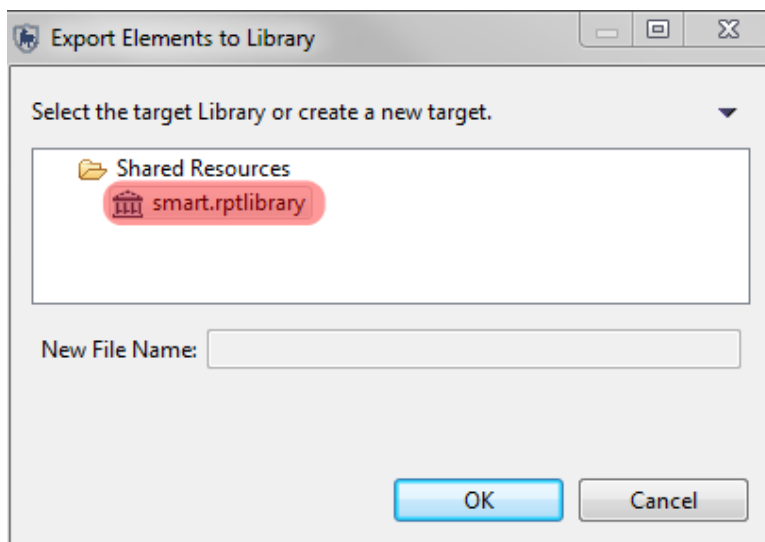 Export Elements to Library
Select the target Library or create a new target.
Shared Resources
smart.rptlibrary
New File Name:
OK Cancel